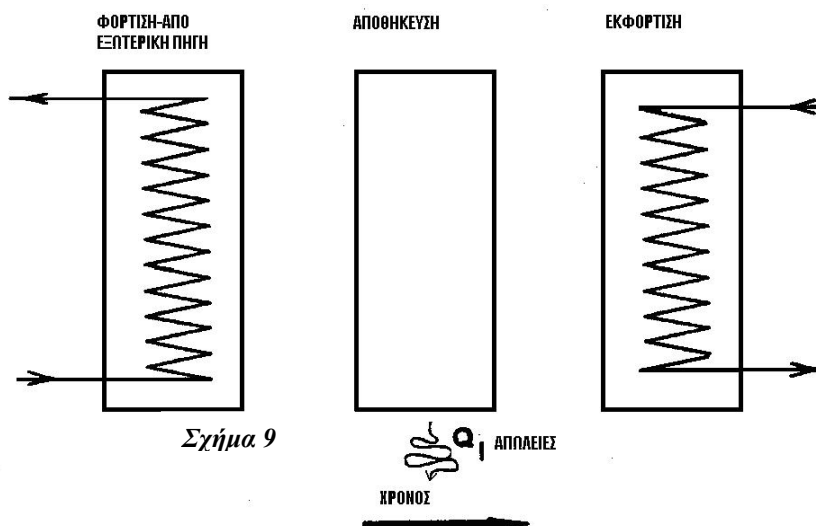 ΦΟΡΤΙΣΗ-ΑΠΟ
ΕΞΩΤΕΡΙΚΗ ΠΗΓΗ
ΑΠΟΘΗΚΕΥΣΗ
ΕΚΦΟΡΤΙΣΗ
Σχήμα 9
Q l ΑΠΩΛΕΙΕΣ
ΧΡΟΝΟΣ